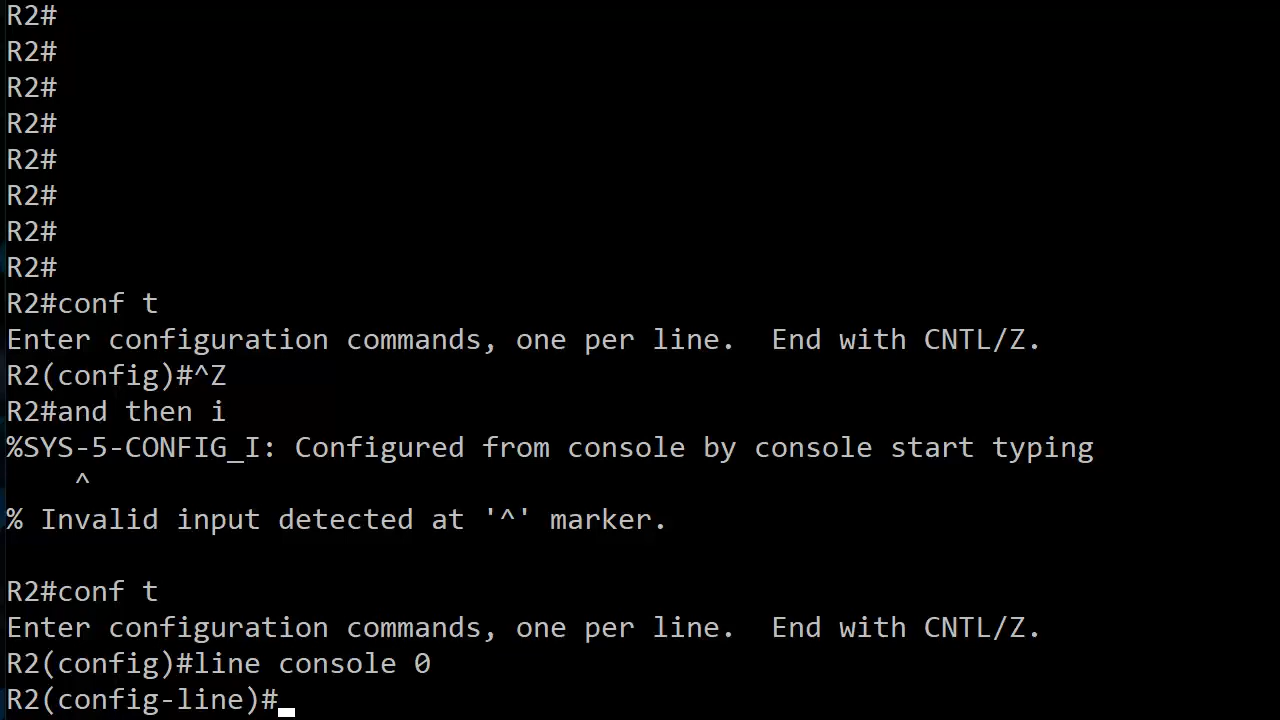 R2#
R2#
R2#
R2#
R2#
R2#
R2#
R2#
R2#conf t
Enter configuration commands, one per line.  End with CNTL/Z.
R2(config)#^Z
R2#and then i
%SYS-5-CONFIG_I: Configured from console by console start typing
    ^
% Invalid input detected at '^' marker.

R2#conf t
Enter configuration commands, one per line.  End with CNTL/Z.
R2(config)#line console 0
R2(config-line)#